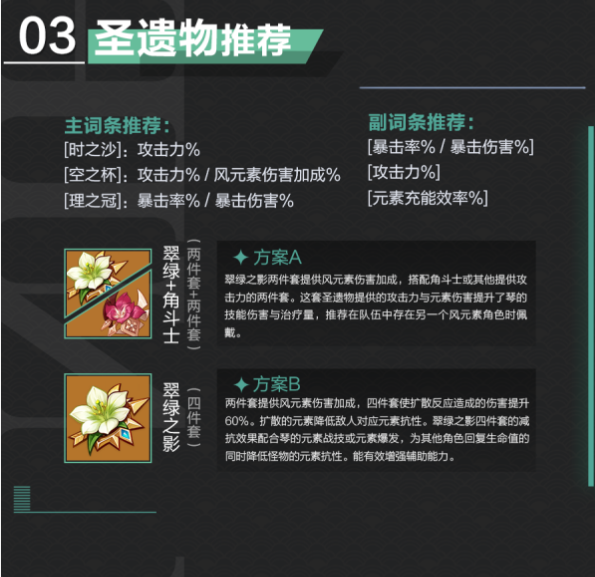 03 圣遗物推荐
主词条推荐：
[时之沙]：攻击力%
[空之杯]：攻击力% / 风元素伤害加成%
[理之冠]：暴击率% / 暴击伤害%
副词条推荐：
[暴击率% / 暴击伤害%]
[攻击力%]
[元素充能效率%]
翠绿+角斗士
（两件套+两件套）
方案A
翠绿之影两件套提供风元素伤害加成，搭配角斗士或其他提供攻
击力的两件套。这套圣遗物提供的攻击力与元素伤害提升了琴的
技能伤害与治疗量，推荐在队伍中存在另一个风元素角色时佩
戴。
翠绿之影
（四件套）
方案B
两件套提供风元素伤害加成，四件套使扩散反应造成的伤害提升
60%。扩散的元素降低敌人对应元素抗性。翠绿之影四件套的减
抗效果配合琴的元素战技或元素爆发，为其他角色回复生命值的
同时降低怪物的元素抗性。能有效增强辅助能力。